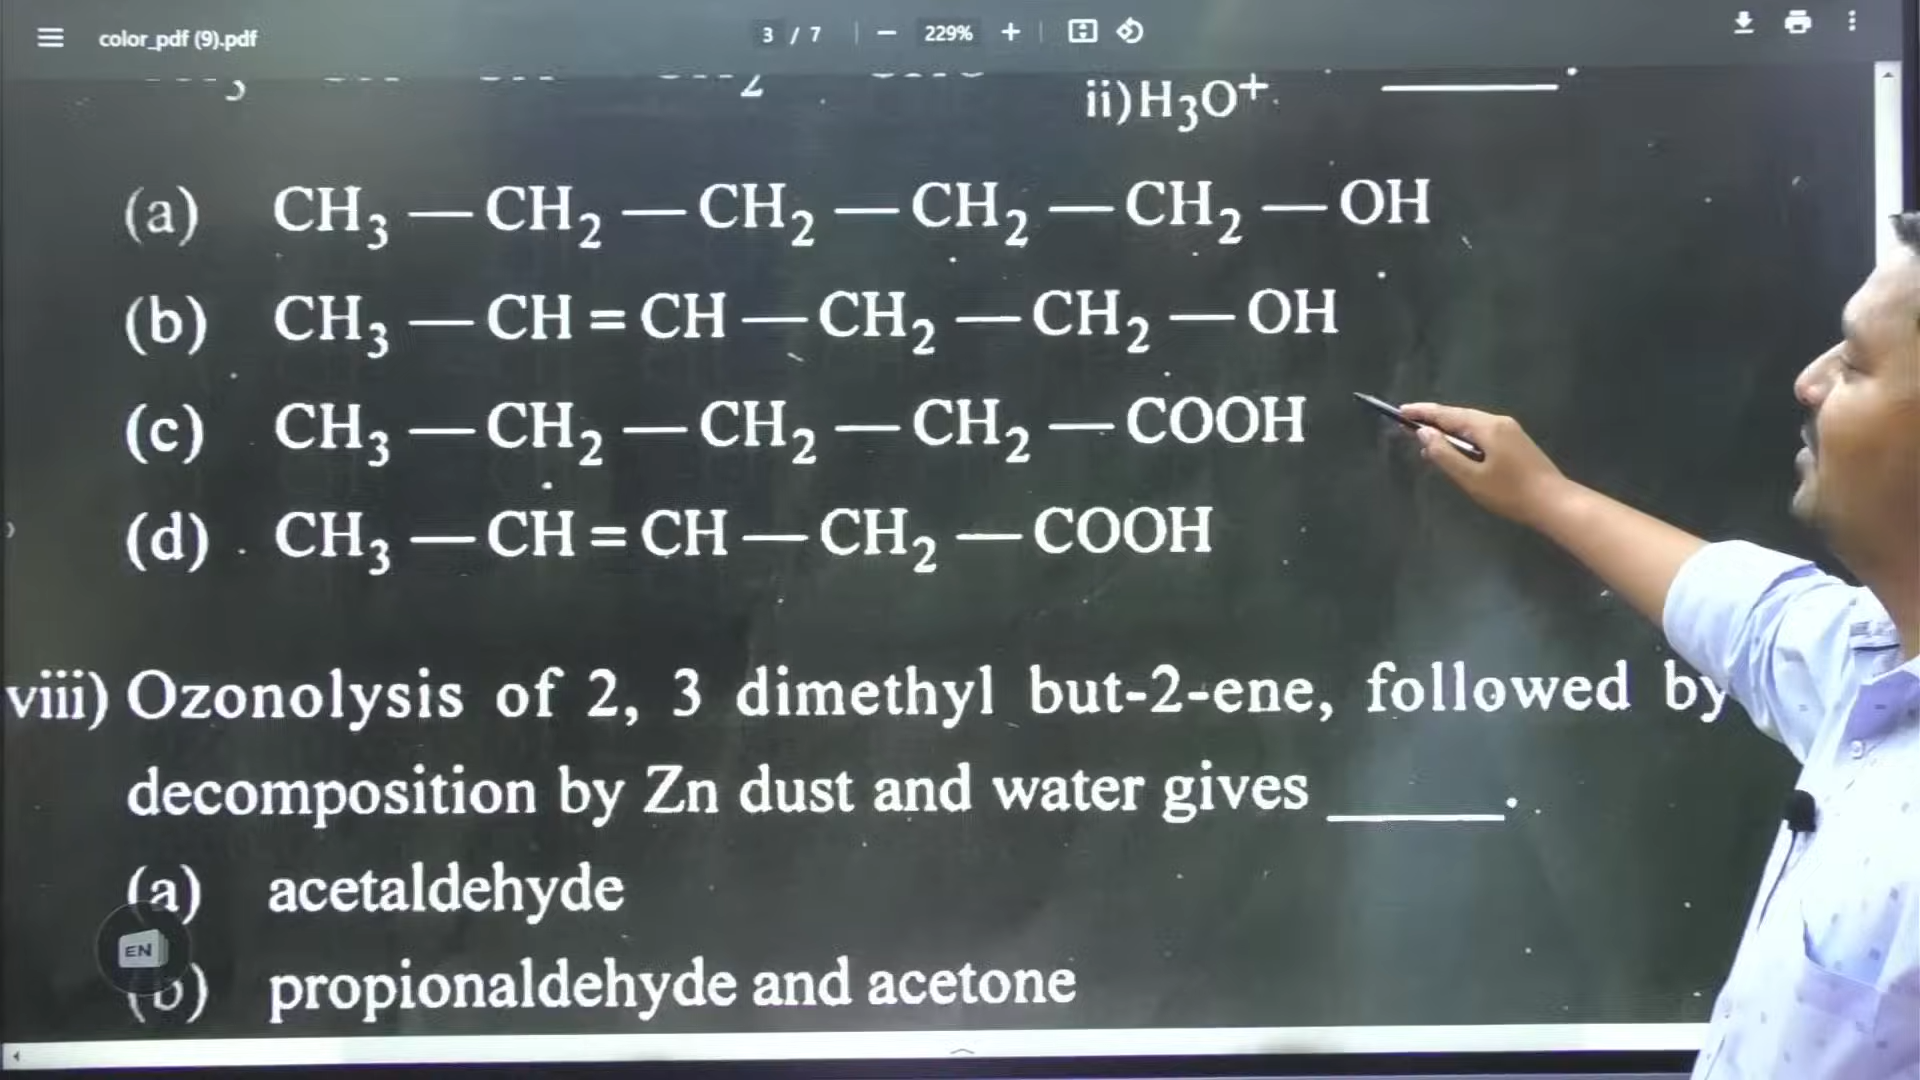 color_pdf (9).pdf
3 / 7
229%
ii) H₃O⁺ ______.
(a) CH₃ — CH₂ — CH₂ — CH₂ — CH₂ — OH
(b) CH₃ — CH = CH — CH₂ — CH₂ — OH
(c) CH₃ — CH₂ — CH₂ — CH₂ — COOH
(d) CH₃ — CH = CH — CH₂ — COOH
viii) Ozonolysis of 2, 3 dimethyl but-2-ene, followed by
decomposition by Zn dust and water gives ______.
(a) acetaldehyde
EN
(b) propionaldehyde and acetone